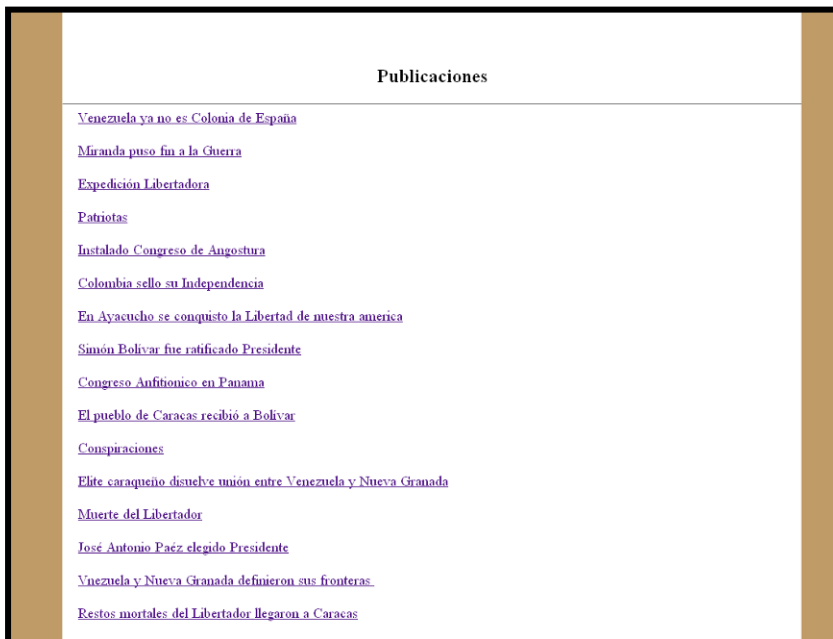 Publicaciones
Venezuela ya no es Colonia de España
Miranda puso fin a la Guerra
Expedición Libertadora
Patriotas
Instalado Congreso de Angostura
Colombia sello su Independencia
En Ayacucho se conquisto la Libertad de nuestra america
Simón Bolívar fue ratificado Presidente
Congreso Anfitionico en Panama
El pueblo de Caracas recibió a Bolívar
Conspiraciones
Elite caraqueño disuelve unión entre Venezuela y Nueva Granada
Muerte del Libertador
José Antonio Paéz elegido Presidente
Vnezuela y Nueva Granada definieron sus fronteras
Restos mortales del Libertador llegaron a Caracas